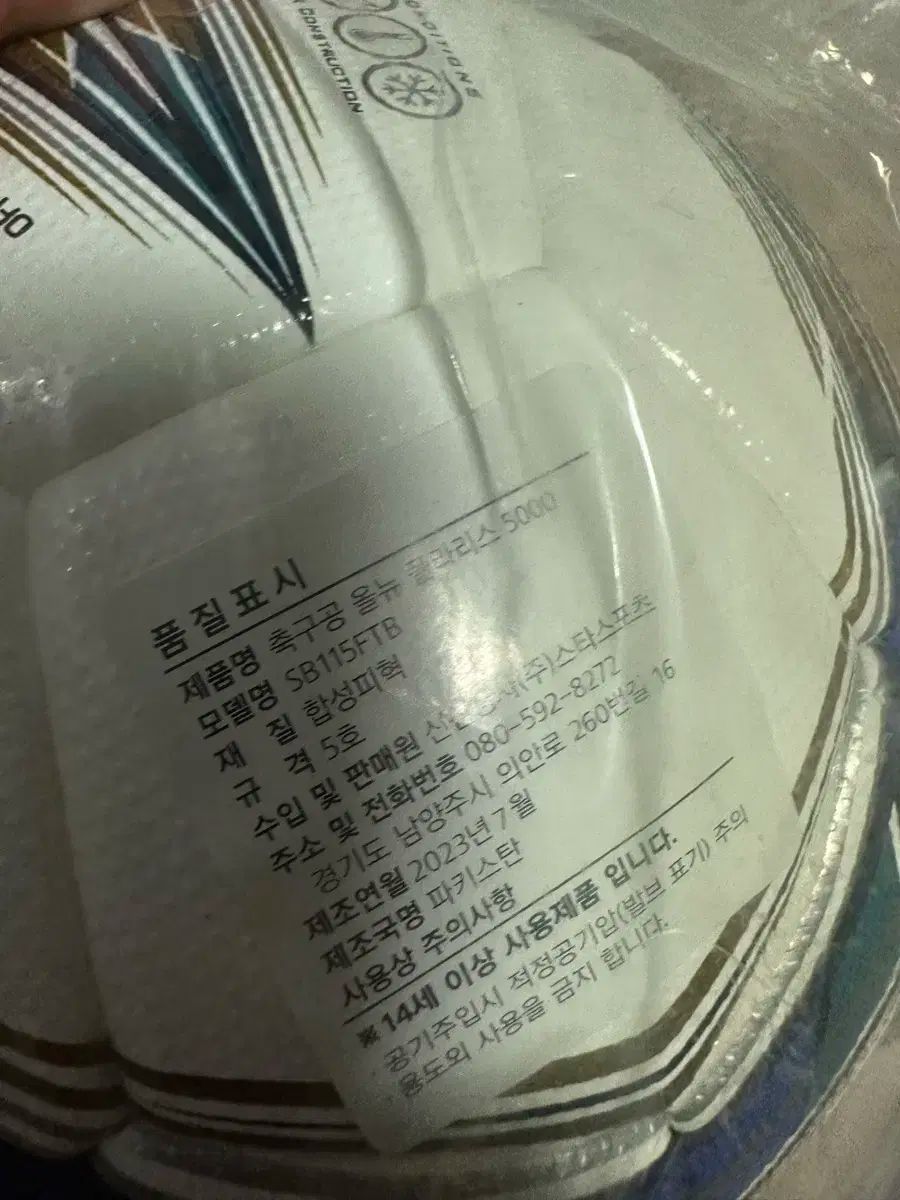 CONSTRUCTION
품질표시
제품명 축구공 올뉴 폴라리스 5000
모델명 SB115FTB
재 질 합성피혁
규 격 5호
수입 및 판매원 (주)스타스포츠
주소 및 전화번호 080-592-8272
경기도 남양주시 의안로 260번길 16
제조연월 2023년 7월
제조국명 파키스탄
사용상 주의사항
※14세 이상 사용제품 입니다.
· 공기주입시 적정공기압(발브 표기) 주의
· 용도외 사용을 금지 합니다.